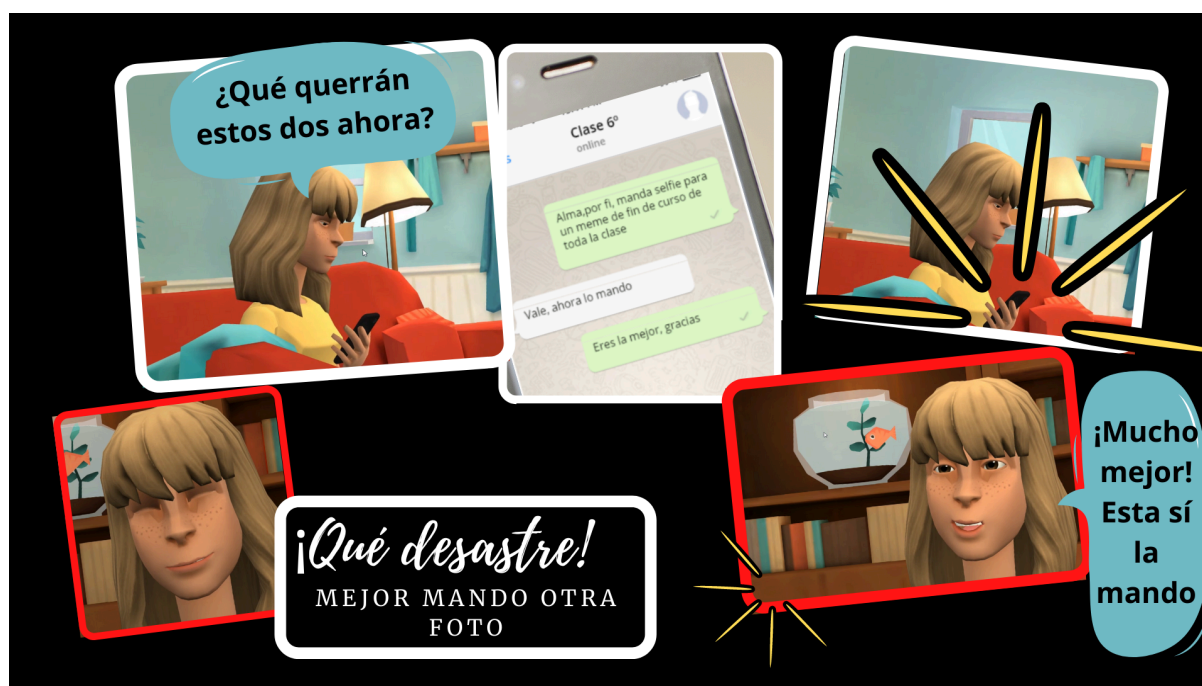 ¿Qué querrán
estos dos ahora?
s
Clase 6º
online
Alma,por fi, manda selfie para
un meme de fin de curso de
toda la clase
Vale, ahora lo mando
Eres la mejor, gracias
¡Qué desastre!
MEJOR MANDO OTRA
FOTO
¡Mucho
mejor!
Esta sí
la
mando